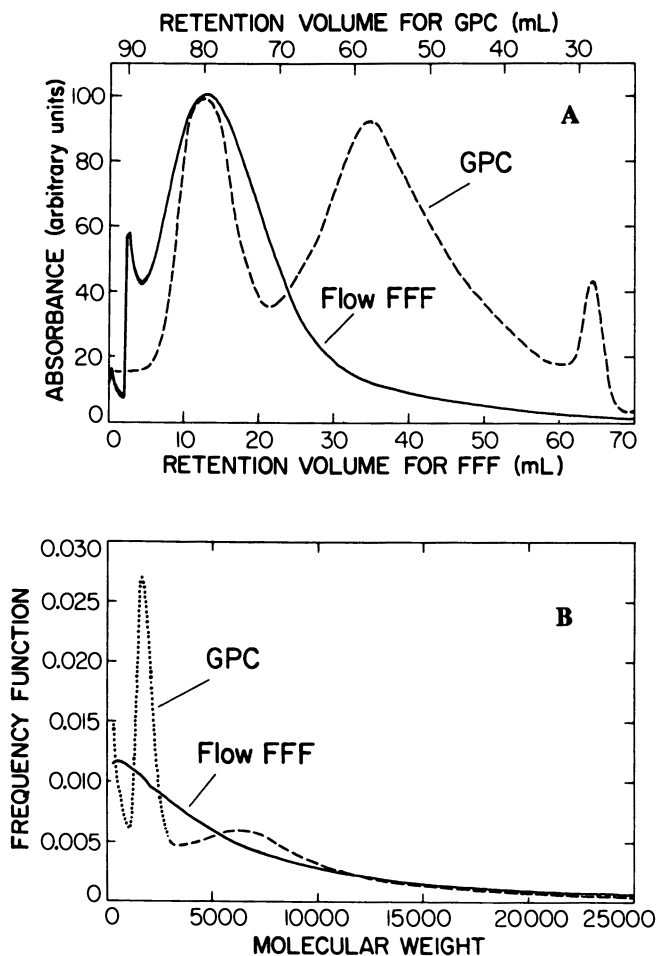 RETENTION VOLUME FOR GPC (mL)
90 80 70 60 50 40 30
ABSORBANCE (arbitrary units)
100
80
60
40
20
0
A
GPC
Flow FFF
0 10 20 30 40 50 60 70
RETENTION VOLUME FOR FFF (mL)
FREQUENCY FUNCTION
0.030
0.025
0.020
0.015
0.010
0.005
0
B
GPC
Flow FFF
0 5000 10000 15000 20000 25000
MOLECULAR WEIGHT